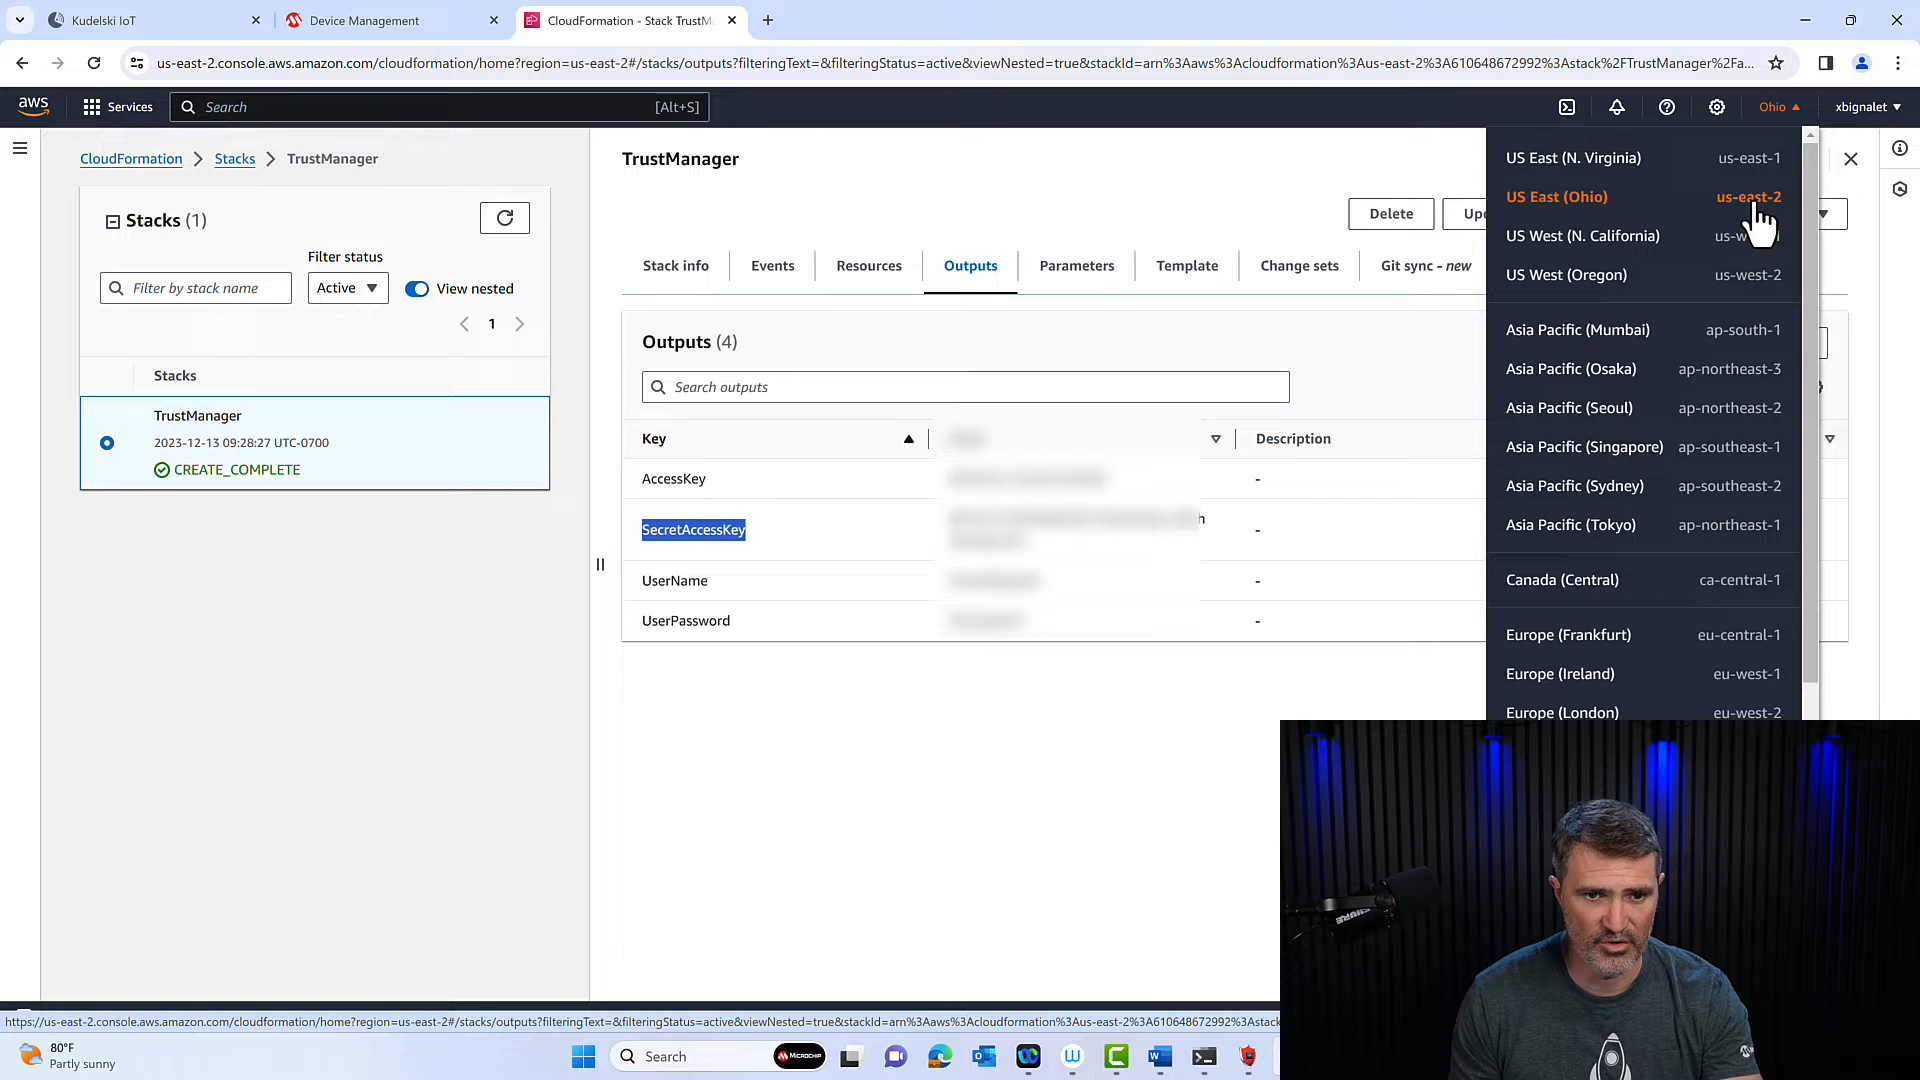 Kudelski IoT
Device Management
CloudFormation - Stack TrustM
us-east-2.console.aws.amazon.com/cloudformation/home?region=us-east-2#/stacks/outputs?filteringText=&filteringStatus=active&viewNested=true&stackId=arn%3Aaws%3Acloudformation%3Aus-east-2%3A610648672992%3Astack%2FTrustManager%2Fa...
aws
Services
Search
[Alt+S]
Ohio
xbignalet
CloudFormation
Stacks
TrustManager
Stacks (1)
Filter status
Filter by stack name
Active
View nested
1
Stacks
TrustManager
2023-12-13 09:28:27 UTC-0700
CREATE_COMPLETE
TrustManager
Delete
Upd
Stack info
Events
Resources
Outputs
Parameters
Template
Change sets
Git sync - new
Outputs (4)
Search outputs
Key
Description
AccessKey
-
SecretAccessKey
h
-
UserName
-
UserPassword
-
US East (N. Virginia) us-east-1
US East (Ohio) us-east-2
US West (N. California) us-w
US West (Oregon) us-west-2
Asia Pacific (Mumbai) ap-south-1
Asia Pacific (Osaka) ap-northeast-3
Asia Pacific (Seoul) ap-northeast-2
Asia Pacific (Singapore) ap-southeast-1
Asia Pacific (Sydney) ap-southeast-2
Asia Pacific (Tokyo) ap-northeast-1
Canada (Central) ca-central-1
Europe (Frankfurt) eu-central-1
Europe (Ireland) eu-west-1
Europe (London) eu-west-2
SHURE
https://us-east-2.console.aws.amazon.com/cloudformation/home?region=us-east-2#/stacks/outputs?filteringText=&filteringStatus=active&viewNested=true&stackId=arn%3Aaws%3Acloudformation%3Aus-east-2%3A610648672992%3Astack
80°F
Partly sunny
Search
MICROCHIP